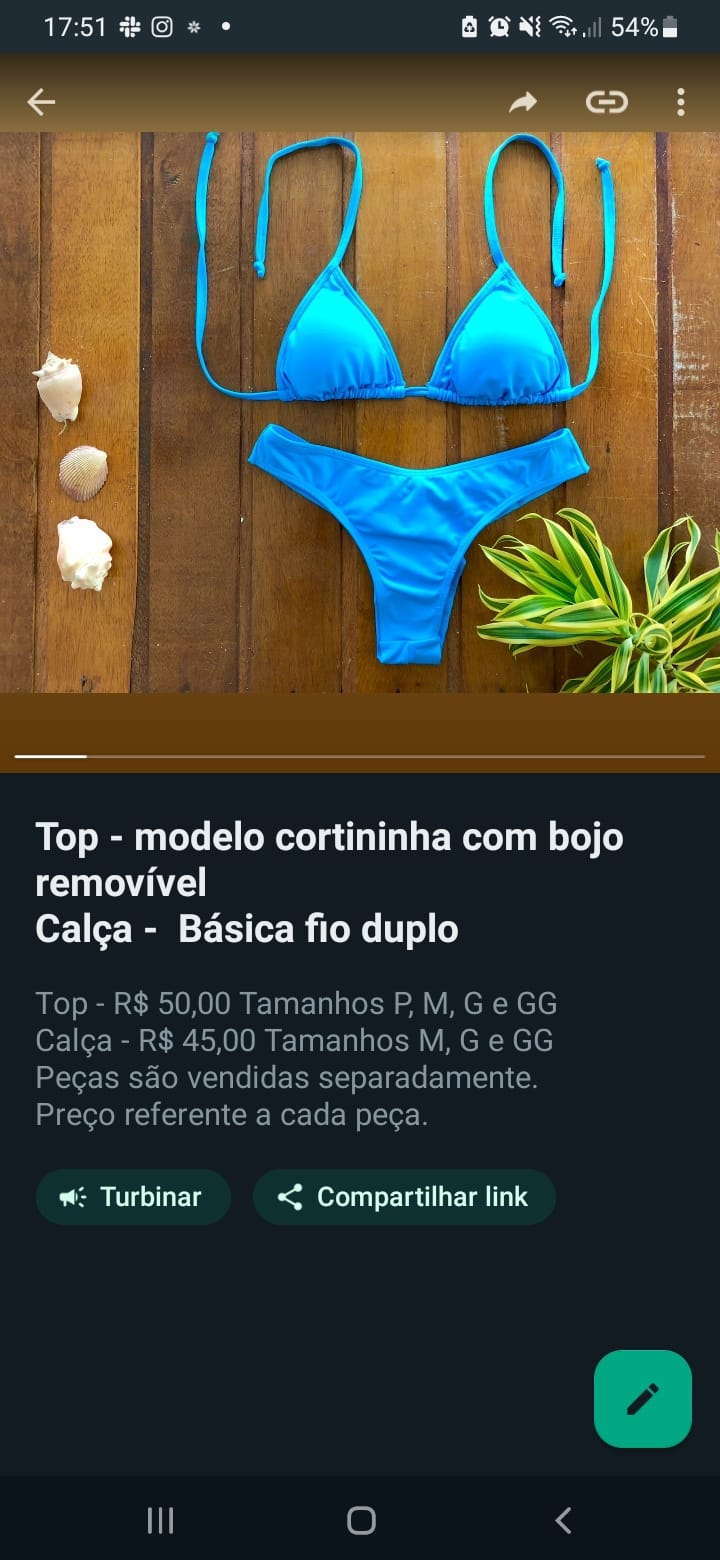 17:51
54%
Top - modelo cortininha com bojo
removível
Calça -  Básica fio duplo
Top - R$ 50,00 Tamanhos P, M, G e GG
Calça - R$ 45,00 Tamanhos M, G e GG
Peças são vendidas separadamente.
Preço referente a cada peça.
Turbinar
Compartilhar link